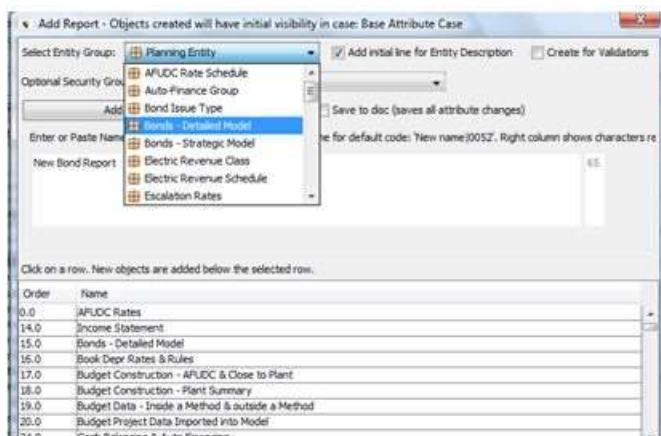 Add Report - Objects created will have initial visibility in case: Base Attribute Case
Select Entity Group: Planning Entity Add initial line for Entity Description Create for Validations
AFUDC Rate Schedule
Optional Security Grou
Auto-Finance Group
Bond Issue Type
Add Save to disc (saves all attribute changes)
Bonds - Detailed Model
Enter or Paste Name e for default code: 'New name|005Z'. Right column shows characters re
Bonds - Strategic Model
New Bond Report 65
Electric Revenue Class
Electric Revenue Schedule
Escalation Rates
Click on a row. New objects are added below the selected row.
Order Name
0.0 AFUDC Rates
14.0 Income Statement
15.0 Bonds - Detailed Model
16.0 Book Depr Rates & Rules
17.0 Budget Construction - AFUDC & Close to Plant
18.0 Budget Construction - Plant Summary
19.0 Budget Data - Inside a Method & outside a Method
20.0 Budget Project Data Imported into Model